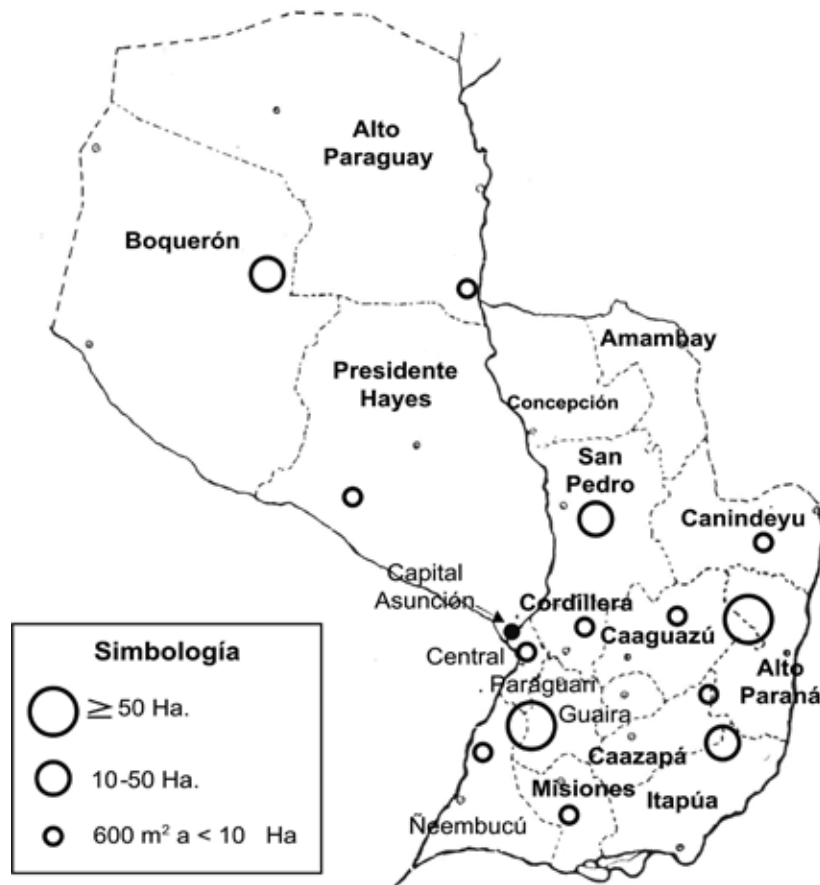 Alto
Paraguay
Boquerón
Amambay
Presidente
Hayes
Concepción
San
Pedro
Canindeyu
Capital
Asunción
Cordillera
Caaguazú
Central
Alto
Paraná
Paraguarí
Guaira
Caazapá
Misiones
Itapúa
Ñeembucú
Simbología
≥ 50 Ha.
10-50 Ha.
600 m² a < 10 Ha